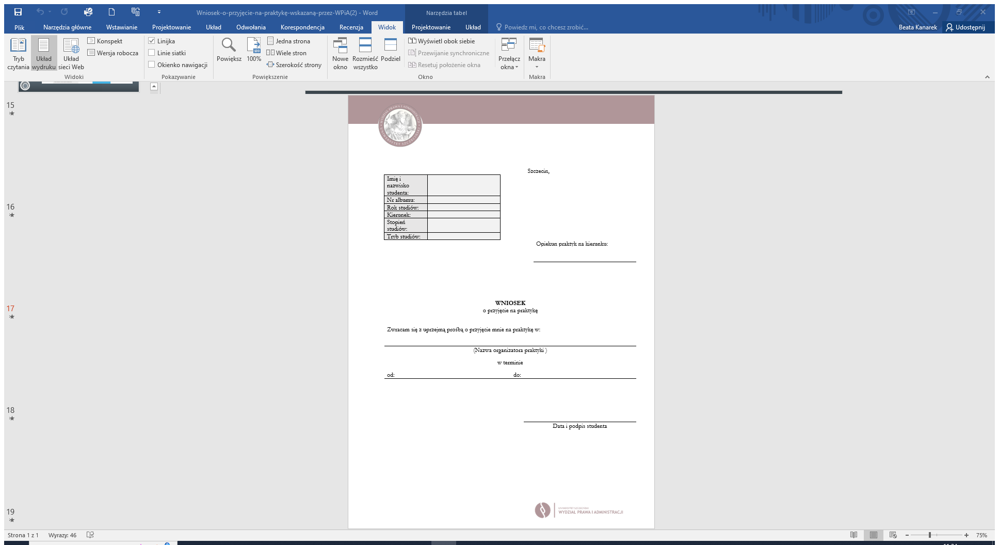 Wniosek-o-przyjęcie-na-praktykę-wskazaną-przez-WPiA(2) - Word
Narzędzia tabel
Plik Narzędzia główne Wstawianie Projektowanie Układ Odwołania Korespondencja Recenzja Widok Projektowanie Układ Powiedz mi, co chcesz zrobić... Beata Kanarek Udostępnij
Tryb czytania
Układ wydruku
Układ sieci Web
Konspekt
Wersja robocza
Widoki
Linijka
Linie siatki
Okienko nawigacji
Pokazywanie
Powiększ
100
100%
Jedna strona
Wiele stron
Szerokość strony
Powiększenie
Nowe okno
Rozmieść wszystko
Podziel
Wyświetl obok siebie
Przewijanie synchroniczne
Resetuj położenie okna
Przełącz okna
Okno
Makra
Makra
15
16
17
18
19
WYDZIAŁ PRAWA I ADMINISTRACJI • UNIWERSYTET SZCZECIŃSKI •
Szczecin,
Imię i
nazwisko
studenta:
Nr albumu:
Rok studiów:
Kierunek:
Stopień
studiów:
Tryb studiów:
Opiekun praktyk na kierunku:
WNIOSEK
o przyjęcie na praktykę
Zwracam się z uprzejmą prośbą o przyjęcie mnie na praktykę w:
(Nazwa organizatora praktyki )
w terminie
od: do:
Data i podpis studenta
UNIWERSYTET SZCZECIŃSKI
WYDZIAŁ PRAWA I ADMINISTRACJI
Strona 1 z 1 Wyrazy: 46 75%